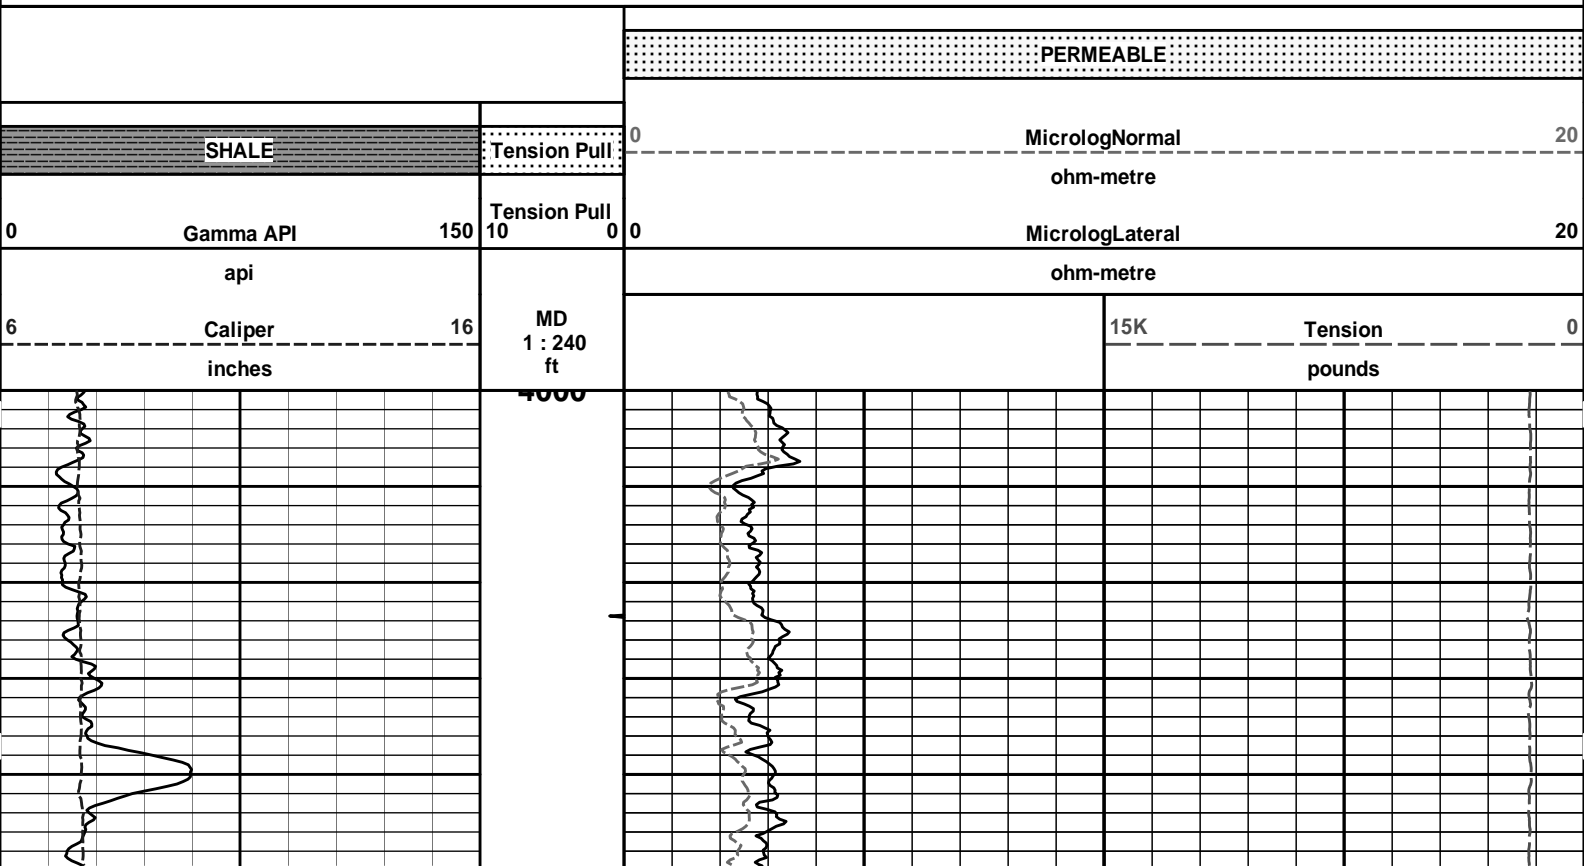 PERMEABLE
SHALE
Tension Pull
0 MicrologNormal 20
ohm-metre
Tension Pull
10 0
0 Gamma API 150
0 MicrologLateral 20
api
ohm-metre
6 Caliper 16
inches
MD
1 : 240
ft
15K Tension 0
pounds
4000